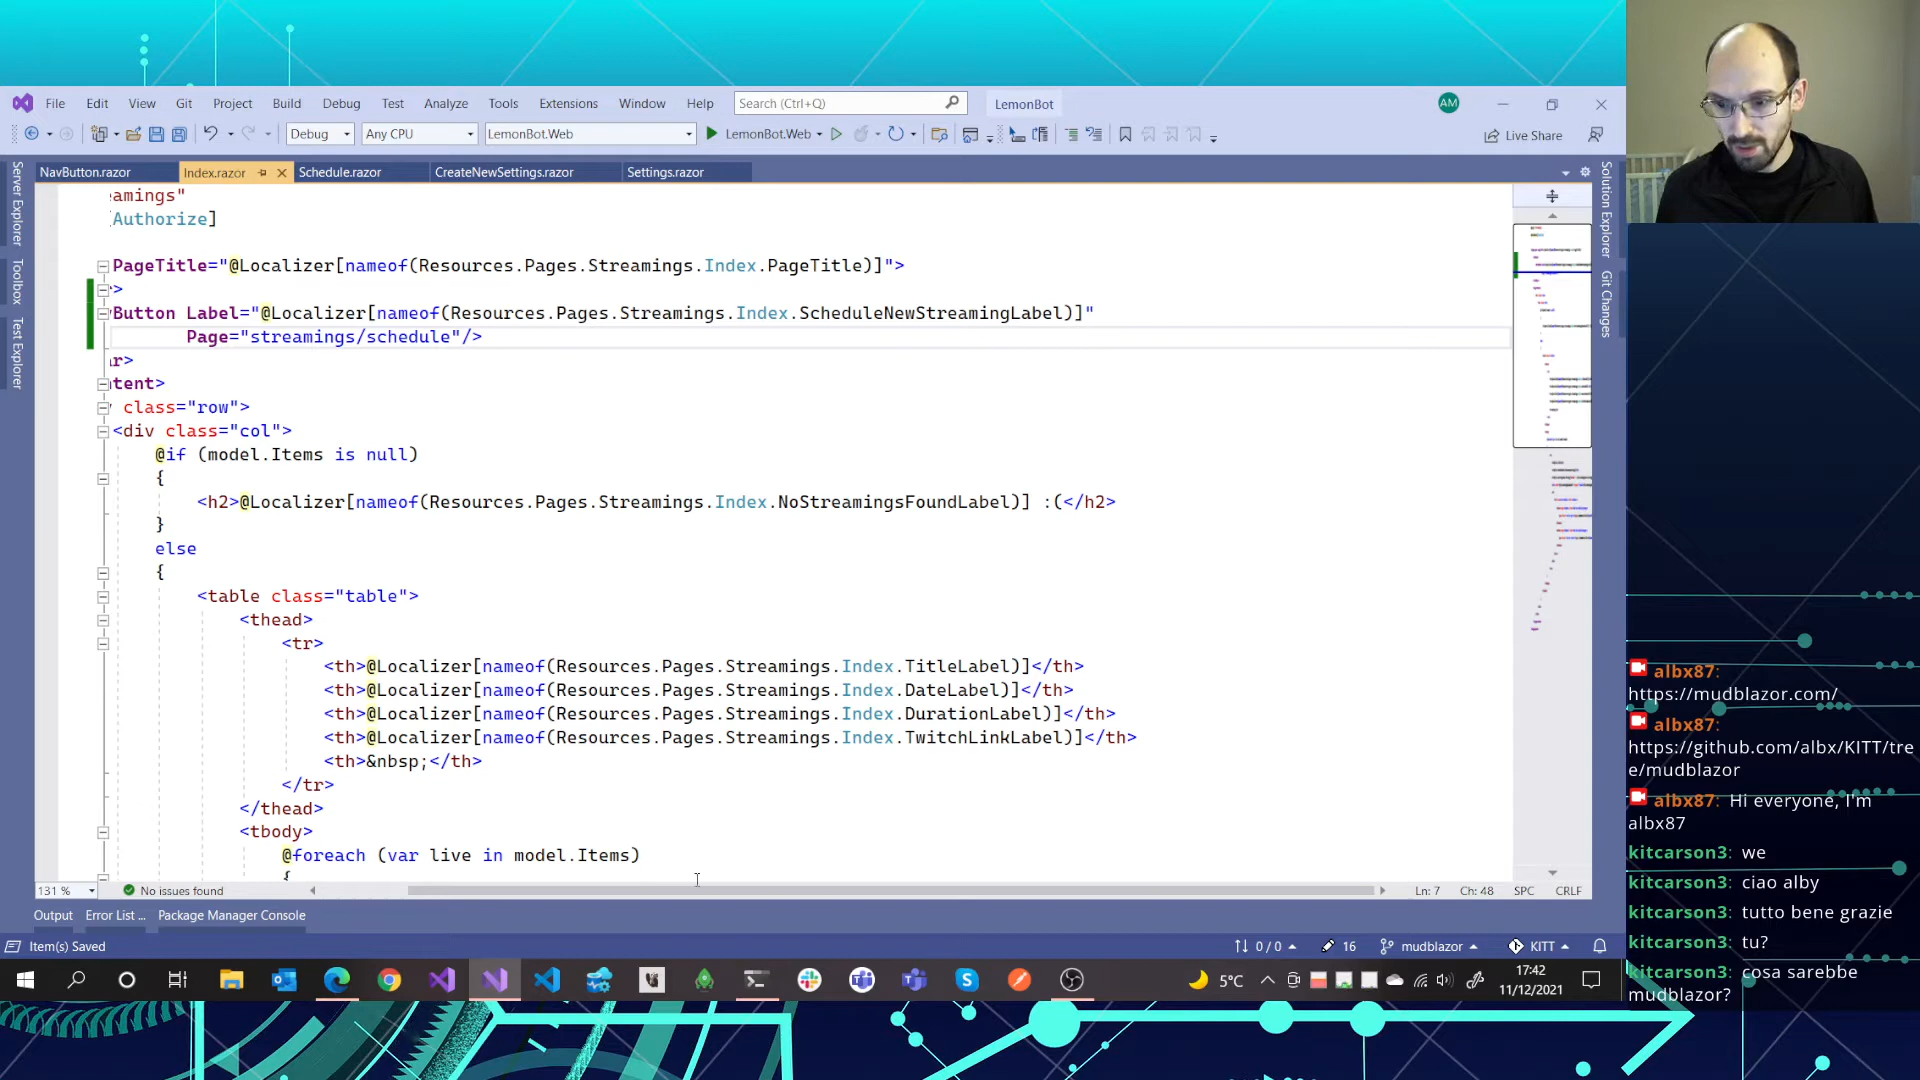 File Edit View Git Project Build Debug Test Analyze Tools Extensions Window Help Search (Ctrl+Q) LemonBot AM
Debug Any CPU LemonBot.Web LemonBot.Web Live Share
NavButton.razor Index.razor Schedule.razor CreateNewSettings.razor Settings.razor
Server Explorer
Toolbox
Test Explorer
Solution Explorer
Git Changes
eamings"
[Authorize]
PageTitle="@Localizer[nameof(Resources.Pages.Streamings.Index.PageTitle)]">
>
Button Label="@Localizer[nameof(Resources.Pages.Streamings.Index.ScheduleNewStreamingLabel)]"
Page="streamings/schedule"/>
ar>
tent>
class="row">
<div class="col">
@if (model.Items is null)
{
<h2>@Localizer[nameof(Resources.Pages.Streamings.Index.NoStreamingsFoundLabel)] :(</h2>
}
else
{
<table class="table">
<thead>
<tr>
<th>@Localizer[nameof(Resources.Pages.Streamings.Index.TitleLabel)]</th>
<th>@Localizer[nameof(Resources.Pages.Streamings.Index.DateLabel)]</th>
<th>@Localizer[nameof(Resources.Pages.Streamings.Index.DurationLabel)]</th>
<th>@Localizer[nameof(Resources.Pages.Streamings.Index.TwitchLinkLabel)]</th>
<th>&nbsp;</th>
</tr>
</thead>
<tbody>
@foreach (var live in model.Items)
{
131 % No issues found Ln: 7 Ch: 48 SPC CRLF
Output Error List ... Package Manager Console
Item(s) Saved 0 / 0 16 mudblazor KITT
5°C 17:42
11/12/2021
albx87:
https://mudblazor.com/
albx87:
https://github.com/albx/KITT/tre
e/mudblazor
albx87: Hi everyone, I'm
albx87
kitcarson3: we
kitcarson3: ciao alby
kitcarson3: tutto bene grazie
kitcarson3: tu?
kitcarson3: cosa sarebbe
mudblazor?